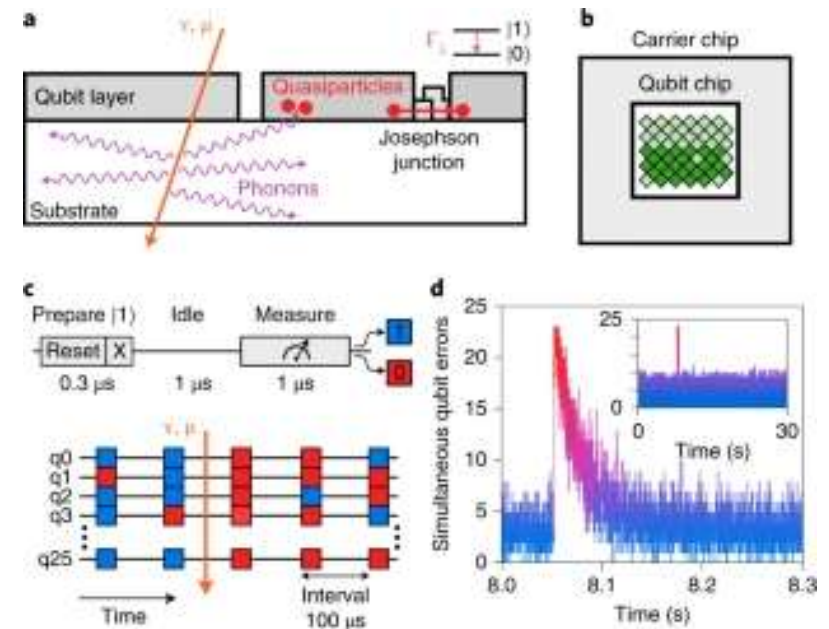 a
γ, μ
|1⟩
|0⟩
Γ↓
Quasiparticles
Qubit layer
Josephson
junction
Phonons
Substrate
b
Carrier chip
Qubit chip
c
Prepare |1⟩ Idle Measure
Reset X
1
0
0.3 μs 1 μs 1 μs
γ, μ
q0
q1
q2
q3
q25
Time
Interval
100 μs
d
Simultaneous qubit errors
25
20
15
10
5
0
8.0 8.1 8.2 8.3
Time (s)
25
0
0 30
Time (s)